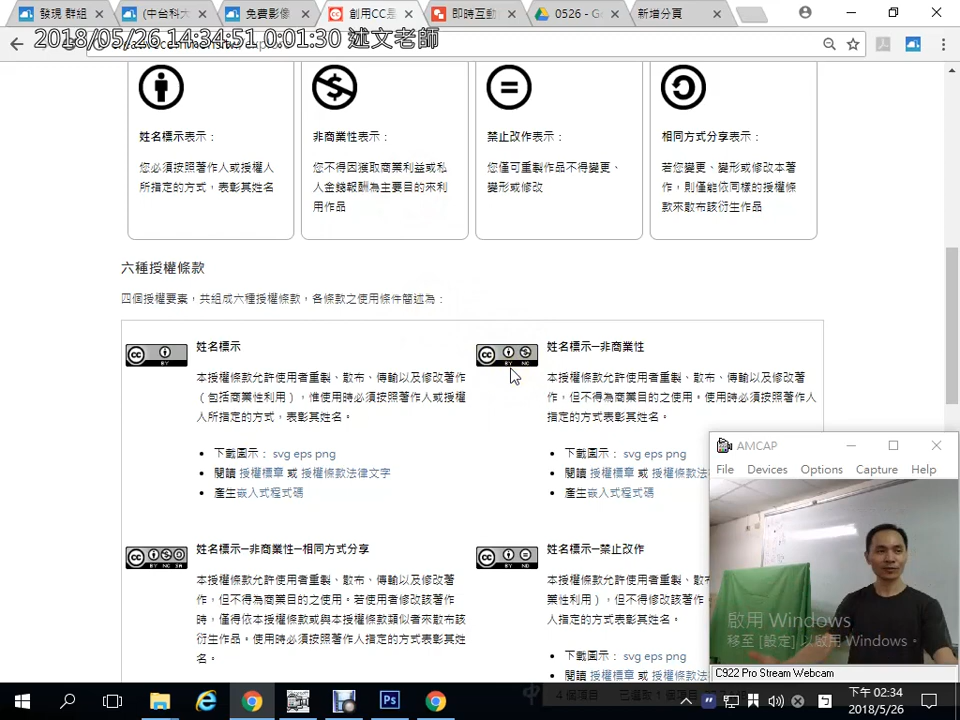 發現 群組
(中台科大
免費影像
創用CC是
即時互動
0526 - Go
新增分頁
2018/05/26 14:34:51 0:01:30 述文老師
姓名標示表示：
您必須按照著作人或授權人
所指定的方式，表彰其姓名
非商業性表示：
您不得因獲取商業利益或私
人金錢報酬為主要目的來利
用作品
禁止改作表示：
您僅可重製作品不得變更、
變形或修改
相同方式分享表示：
若您變更、變形或修改本著
作，則僅能依同樣的授權條
款來散布該衍生作品
六種授權條款
四個授權要素，共組成六種授權條款，各條款之使用條件簡述為：
姓名標示
本授權條款允許使用者重製、散布、傳輸以及修改著作
（包括商業性利用），惟使用時必須按照著作人或授權
人所指定的方式，表彰其姓名。
下載圖示： svg eps png
閱讀 授權標章 或 授權條款法律文字
產生嵌入式程式碼
姓名標示─非商業性
本授權條款允許使用者重製、散布、傳輸以及修改著
作，但不得為商業目的之使用。使用時必須按照著作人
指定的方式表彰其姓名。
下載圖示： svg eps png
閱讀 授權標章 或 授權條款法
產生嵌入式程式碼
姓名標示─非商業性─相同方式分享
本授權條款允許使用者重製、散布、傳輸以及修改著
作，但不得為商業目的之使用。若使用者修改該著作
時，僅得依本授權條款或與本授權條款類似者來散布該
衍生作品。使用時必須按照著作人指定的方式表彰其姓
名。
姓名標示─禁止改作
本授權條款允許使用者重製、散布
業性利用），但不得修改該著作
人指定的方式表彰其姓名。
下載圖示： svg eps png
閱讀 授權標章 或 授權條款法
AMCAP
File Devices Options Capture Help
啟用 Windows
移至 [設定] 以啟用 Windows。
C922 Pro Stream Webcam
4 個項目 已選取 1 個項目
下午 02:34
2018/5/26